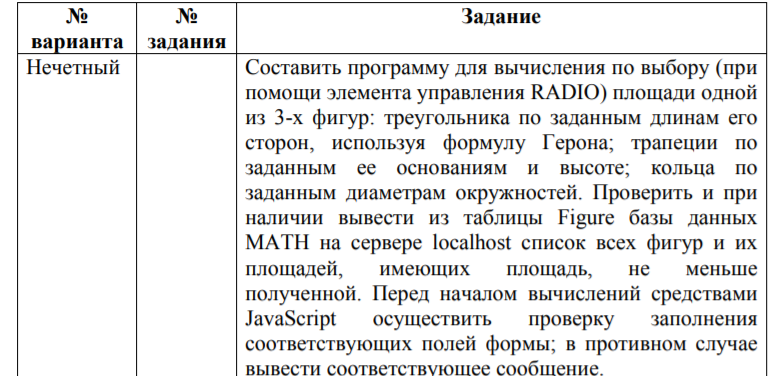 № варианта
№ задания
Задание
Нечетный
Составить программу для вычисления по выбору (при
помощи элемента управления RADIO) площади одной
из 3-х фигур: треугольника по заданным длинам его
сторон, используя формулу Герона; трапеции по
заданным ее основаниям и высоте; кольца по
заданным диаметрам окружностей. Проверить и при
наличии вывести из таблицы Figure базы данных
MATH на сервере localhost список всех фигур и их
площадей, имеющих площадь, не меньше
полученной. Перед началом вычислений средствами
JavaScript осуществить проверку заполнения
соответствующих полей формы; в противном случае
вывести соответствующее сообщение.